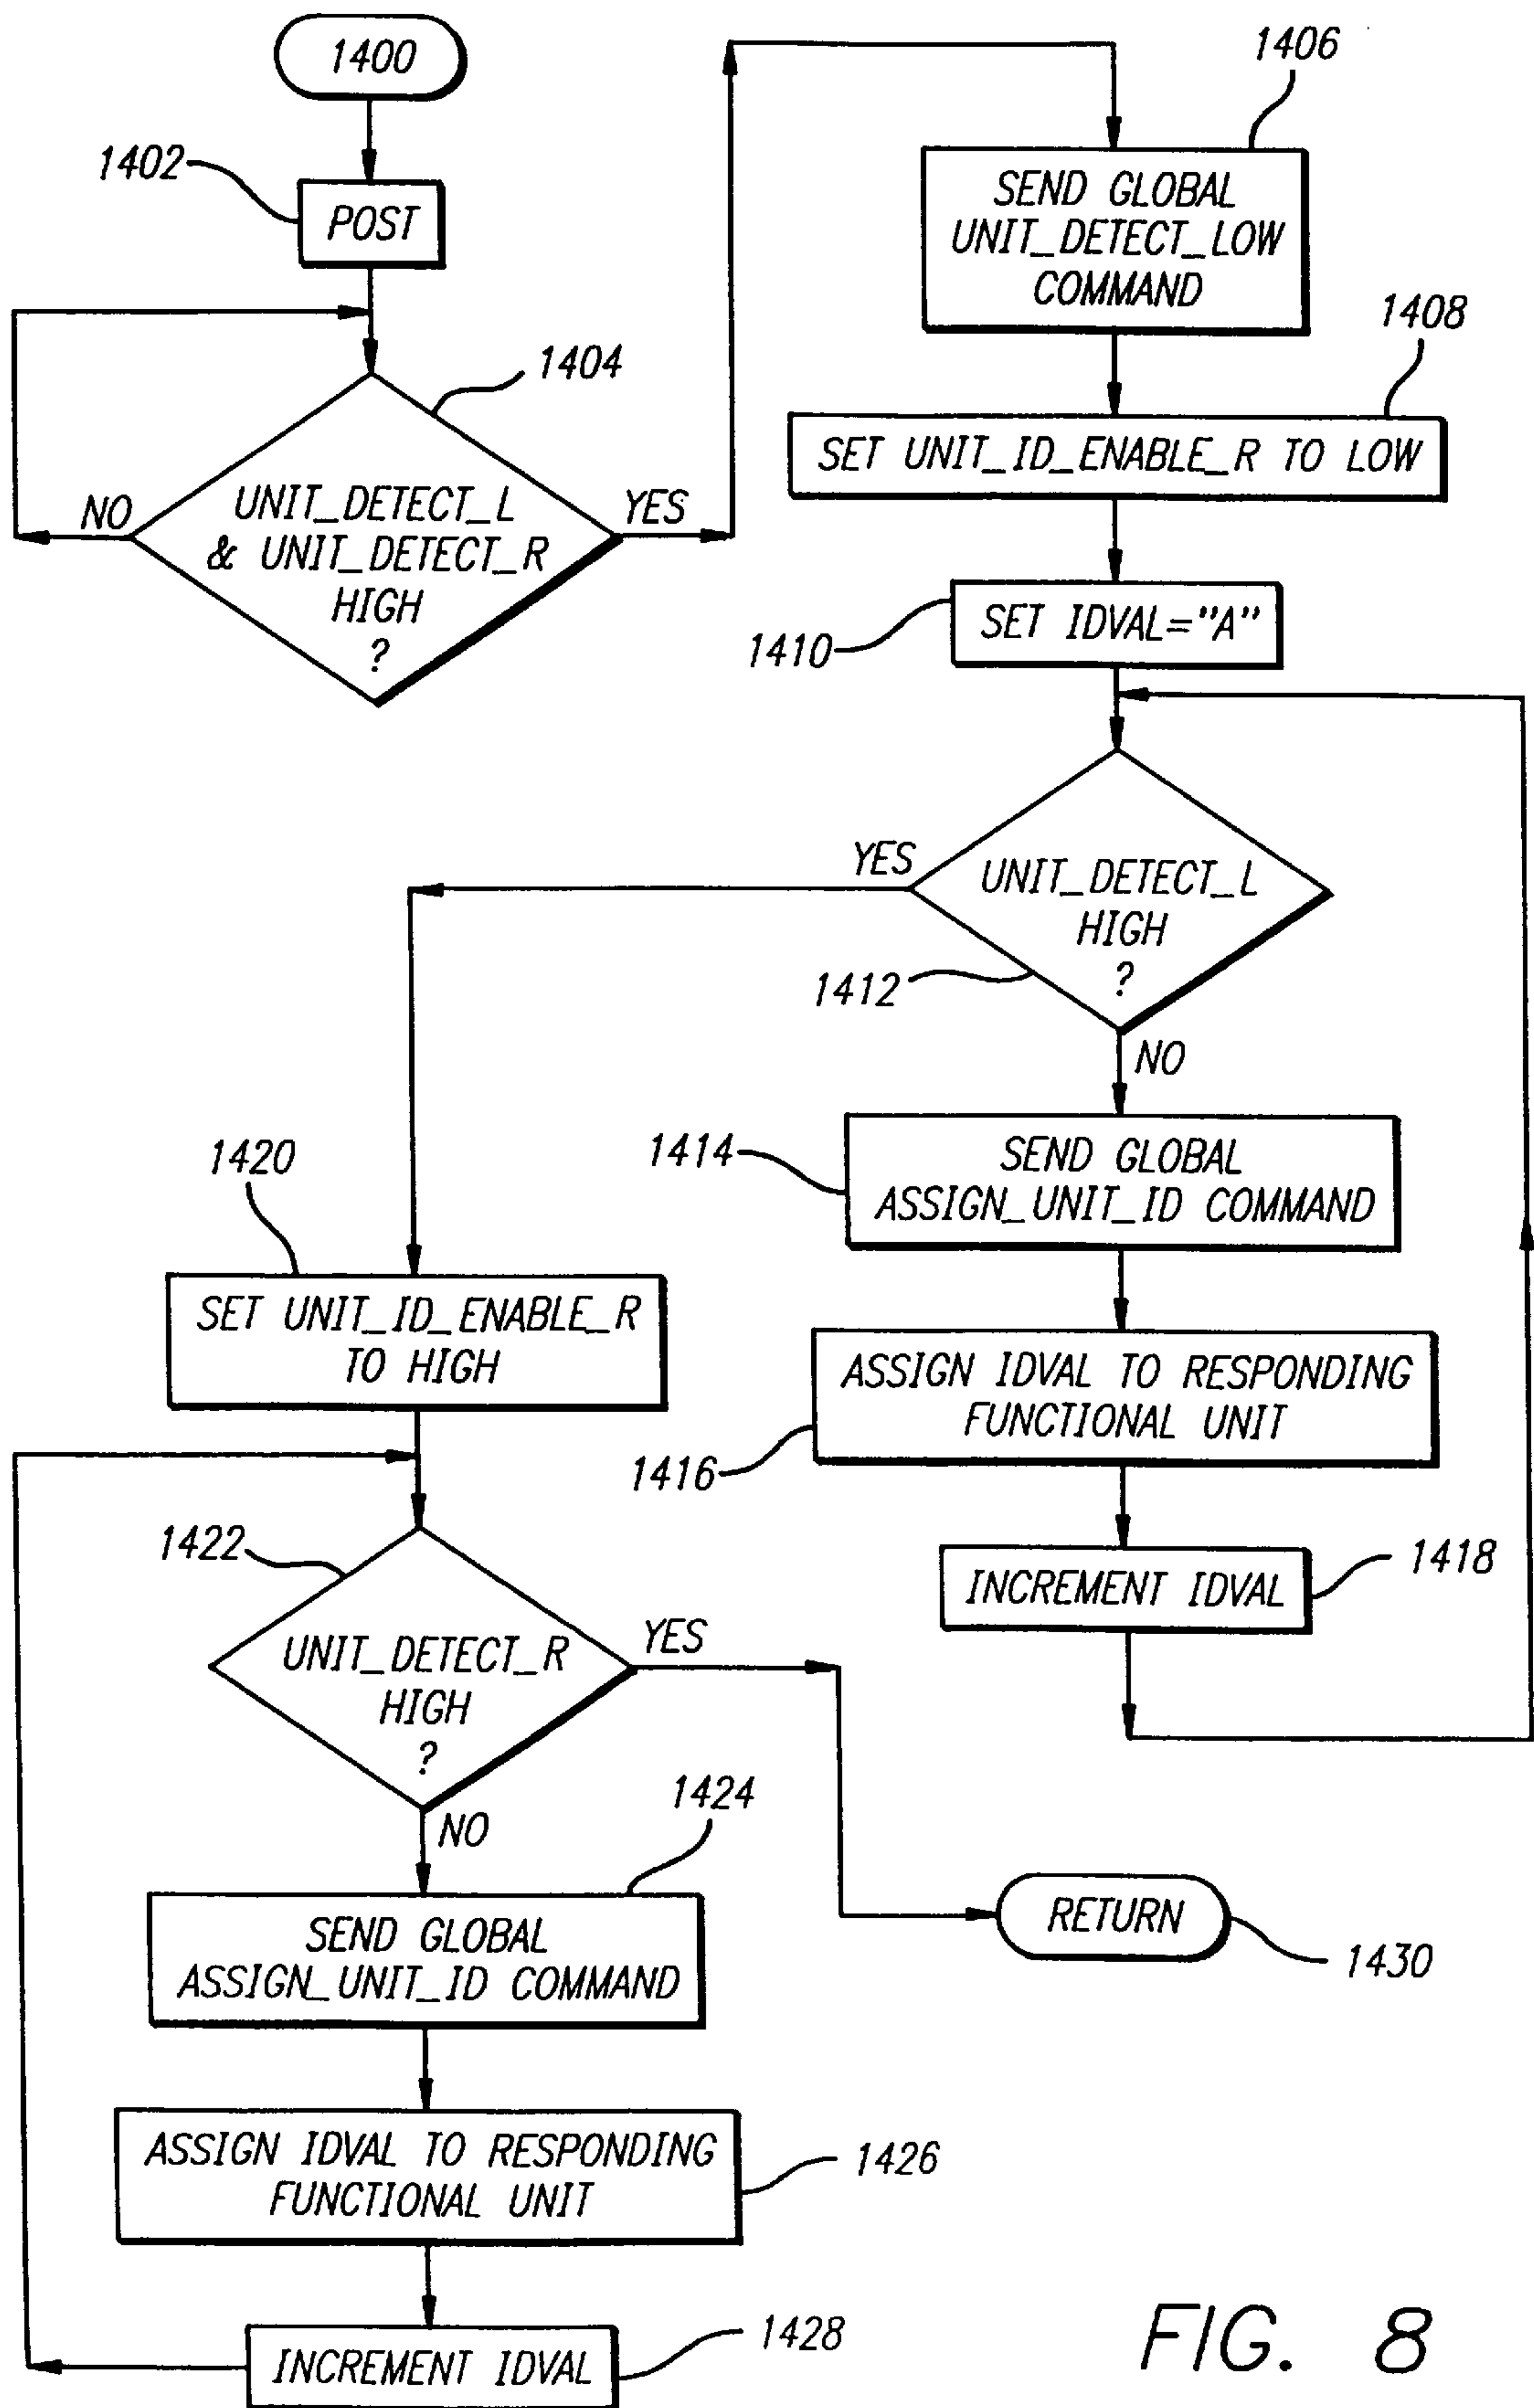 1400
1402
POST
1404
UNIT_DETECT_L
& UNIT_DETECT_R
HIGH
?
NO
YES
1406
SEND GLOBAL
UNIT_DETECT_LOW
COMMAND
1408
SET UNIT_ID_ENABLE_R TO LOW
1410
SET IDVAL="A"
1412
UNIT_DETECT_L
HIGH
?
YES
NO
1414
SEND GLOBAL
ASSIGN_UNIT_ID COMMAND
1416
ASSIGN IDVAL TO RESPONDING
FUNCTIONAL UNIT
1418
INCREMENT IDVAL
1420
SET UNIT_ID_ENABLE_R
TO HIGH
1422
UNIT_DETECT_R
HIGH
?
YES
NO
1424
SEND GLOBAL
ASSIGN_UNIT_ID COMMAND
1426
ASSIGN IDVAL TO RESPONDING
FUNCTIONAL UNIT
1428
INCREMENT IDVAL
RETURN
1430
FIG. 8